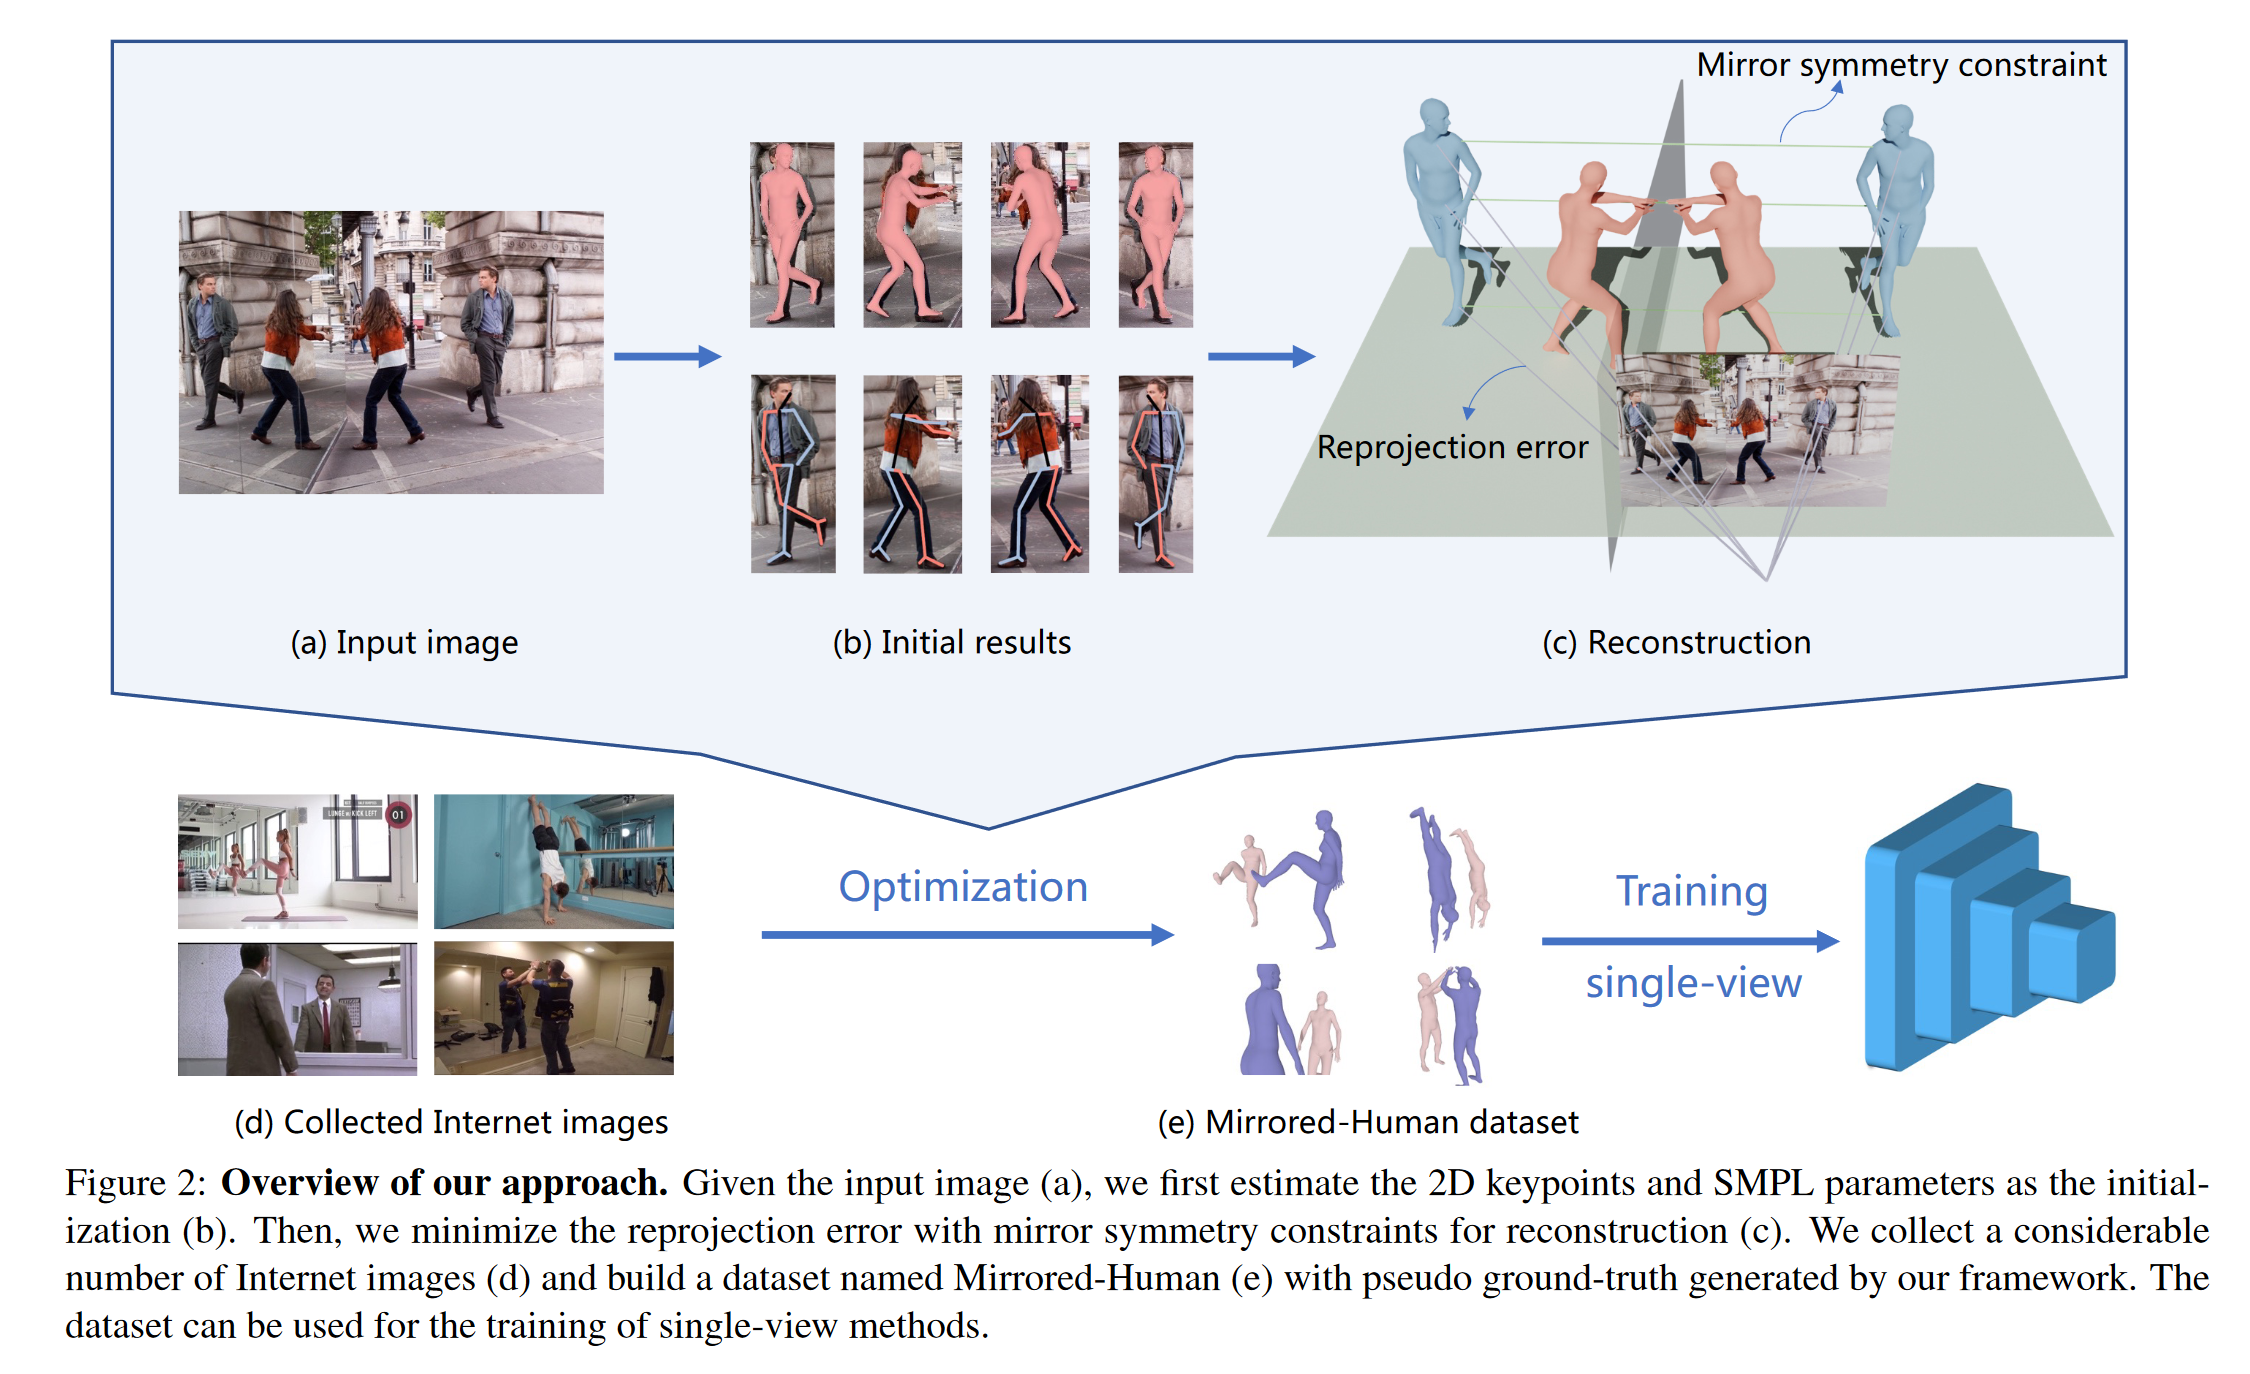 Mirror symmetry constraint
Reprojection error
(a) Input image
(b) Initial results
(c) Reconstruction
LUNGE w/ KICK LEFT
01
Optimization
Training
single-view
(d) Collected Internet images
(e) Mirrored-Human dataset
Figure 2: Overview of our approach. Given the input image (a), we first estimate the 2D keypoints and SMPL parameters as the initial-
ization (b). Then, we minimize the reprojection error with mirror symmetry constraints for reconstruction (c). We collect a considerable
number of Internet images (d) and build a dataset named Mirrored-Human (e) with pseudo ground-truth generated by our framework. The
dataset can be used for the training of single-view methods.